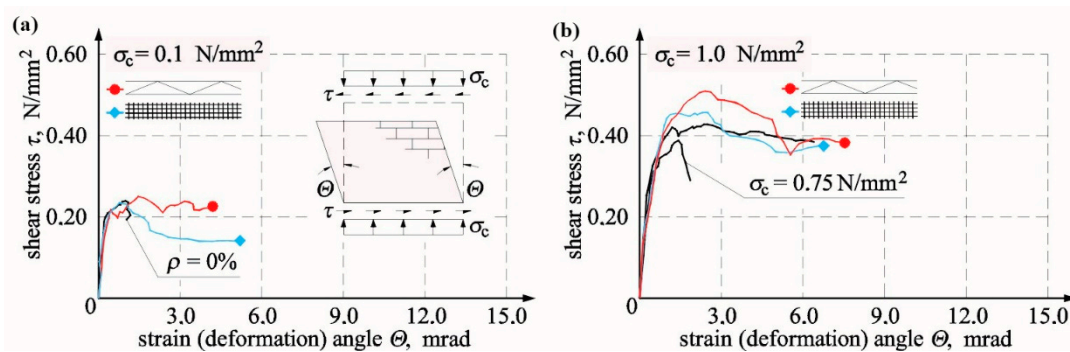 (a)
shear stress τ, N/mm²
0.60
0.40
0.20
0
σc = 0.1 N/mm²
ρ = 0%
σc
τ
Θ
Θ
τ
σc
3.0
6.0
9.0
12.0
15.0
strain (deformation) angle Θ, mrad
(b)
shear stress τ, N/mm²
0.60
0.40
0.20
0
σc = 1.0 N/mm²
σc = 0.75 N/mm²
3.0
6.0
9.0
12.0
15.0
strain (deformation) angle Θ, mrad